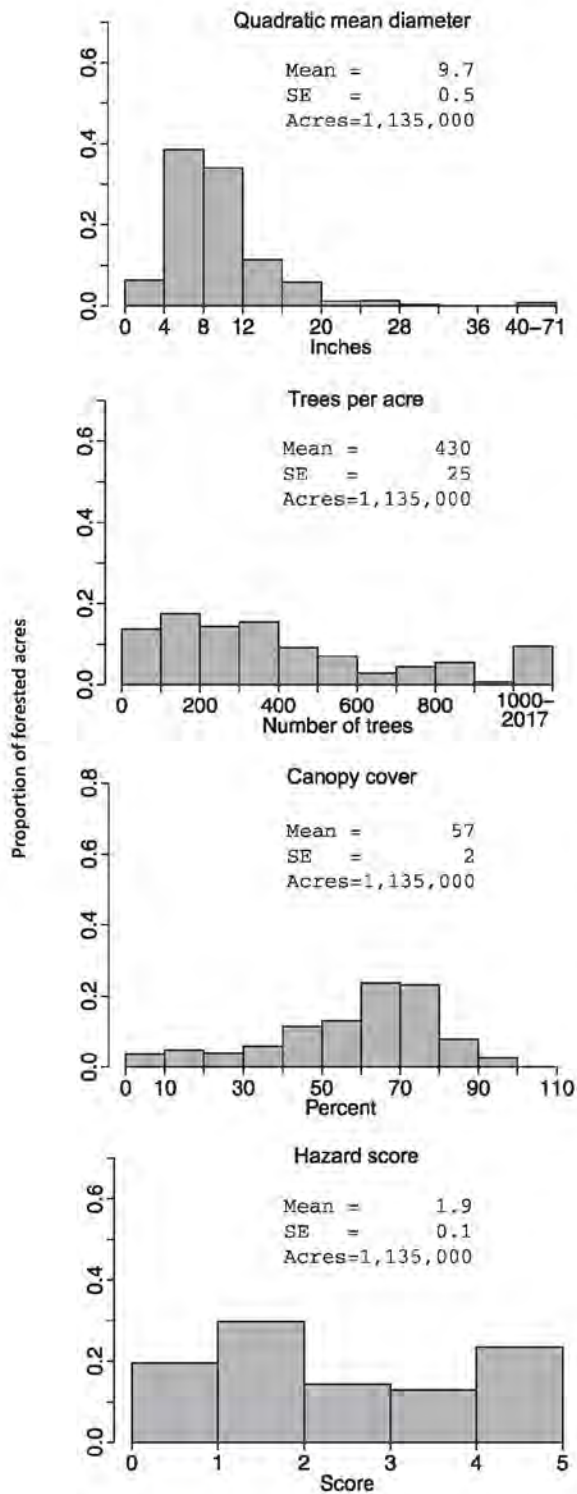 Proportion of forested acres
Quadratic mean diameter
Mean = 9.7
SE = 0.5
Acres=1,135,000
0.6
0.4
0.2
0.0
0 4 8 12 20 28 36 40–71
Inches
Trees per acre
Mean = 430
SE = 25
Acres=1,135,000
0.6
0.4
0.2
0.0
0 200 400 600 800 1000–
2017
Number of trees
Canopy cover
Mean = 57
SE = 2
Acres=1,135,000
0.8
0.6
0.4
0.2
0.0
0 10 30 50 70 90 110
Percent
Hazard score
Mean = 1.9
SE = 0.1
Acres=1,135,000
0.6
0.4
0.2
0.0
0 1 2 3 4 5
Score